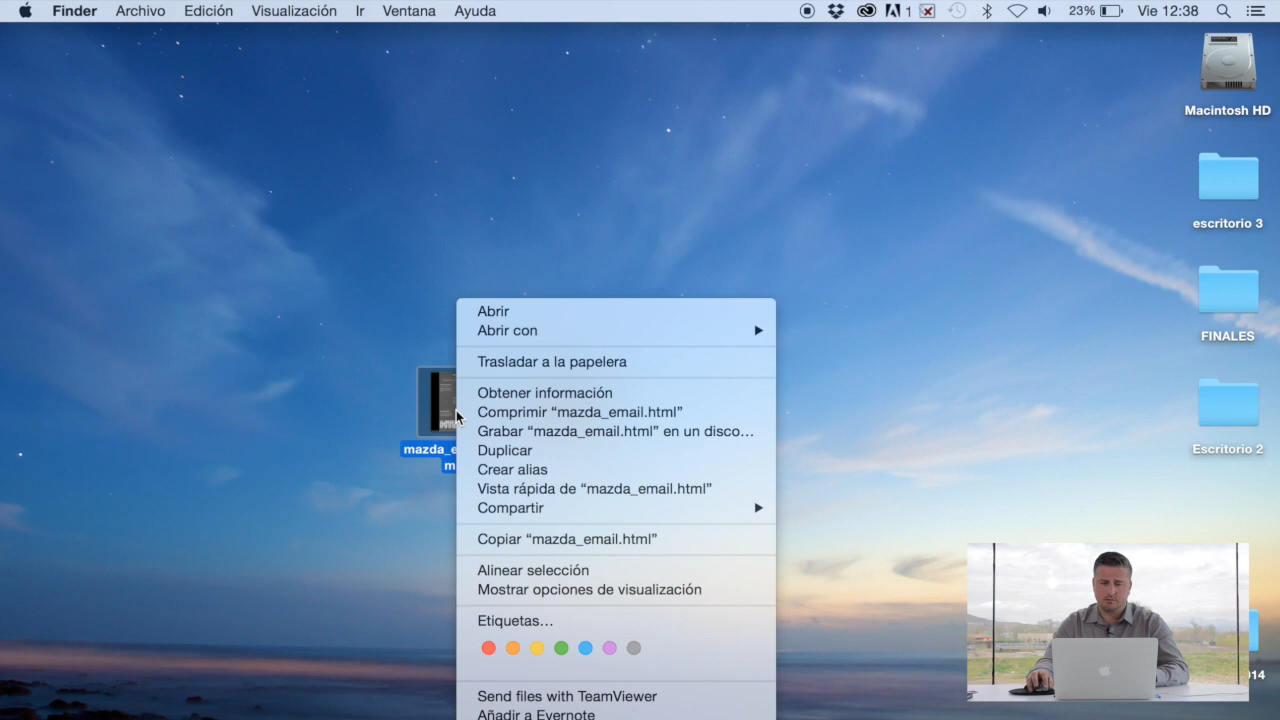 Finder Archivo Edición Visualización Ir Ventana Ayuda 1 23% Vie 12:38
Macintosh HD
escritorio 3
FINALES
Escritorio 2
14
mazda_e
m
Abrir
Abrir con
Trasladar a la papelera
Obtener información
Comprimir “mazda_email.html”
Grabar “mazda_email.html” en un disco…
Duplicar
Crear alias
Vista rápida de “mazda_email.html”
Compartir
Copiar “mazda_email.html”
Alinear selección
Mostrar opciones de visualización
Etiquetas…
Send files with TeamViewer
Añadir a Evernote